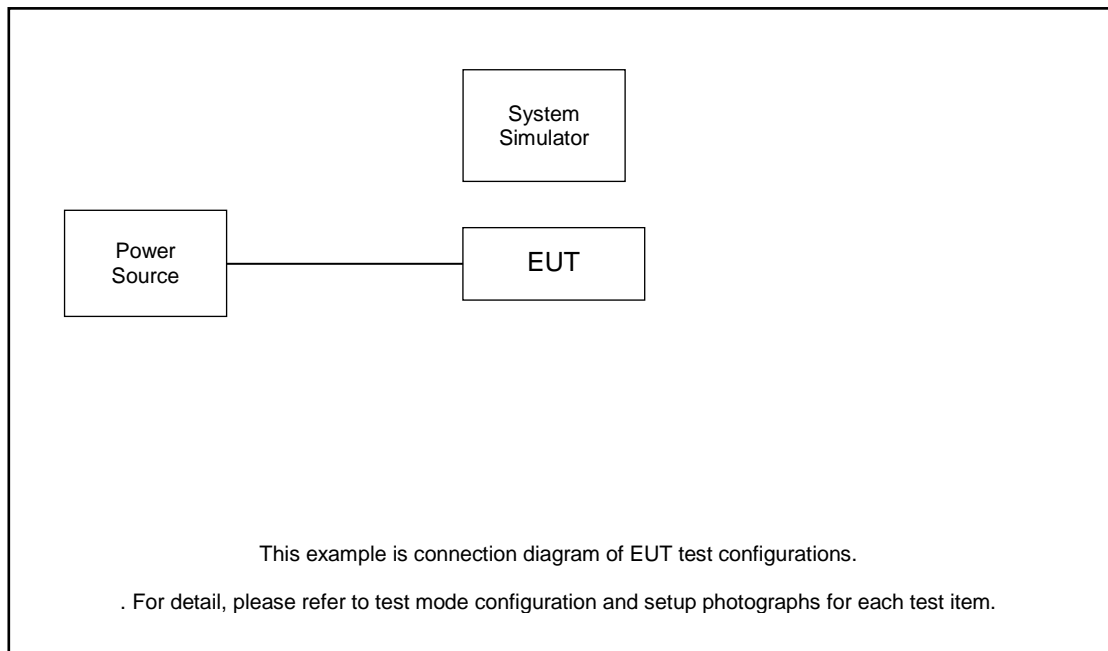 System
Simulator
Power
Source
EUT
This example is connection diagram of EUT test configurations.
. For detail, please refer to test mode configuration and setup photographs for each test item.